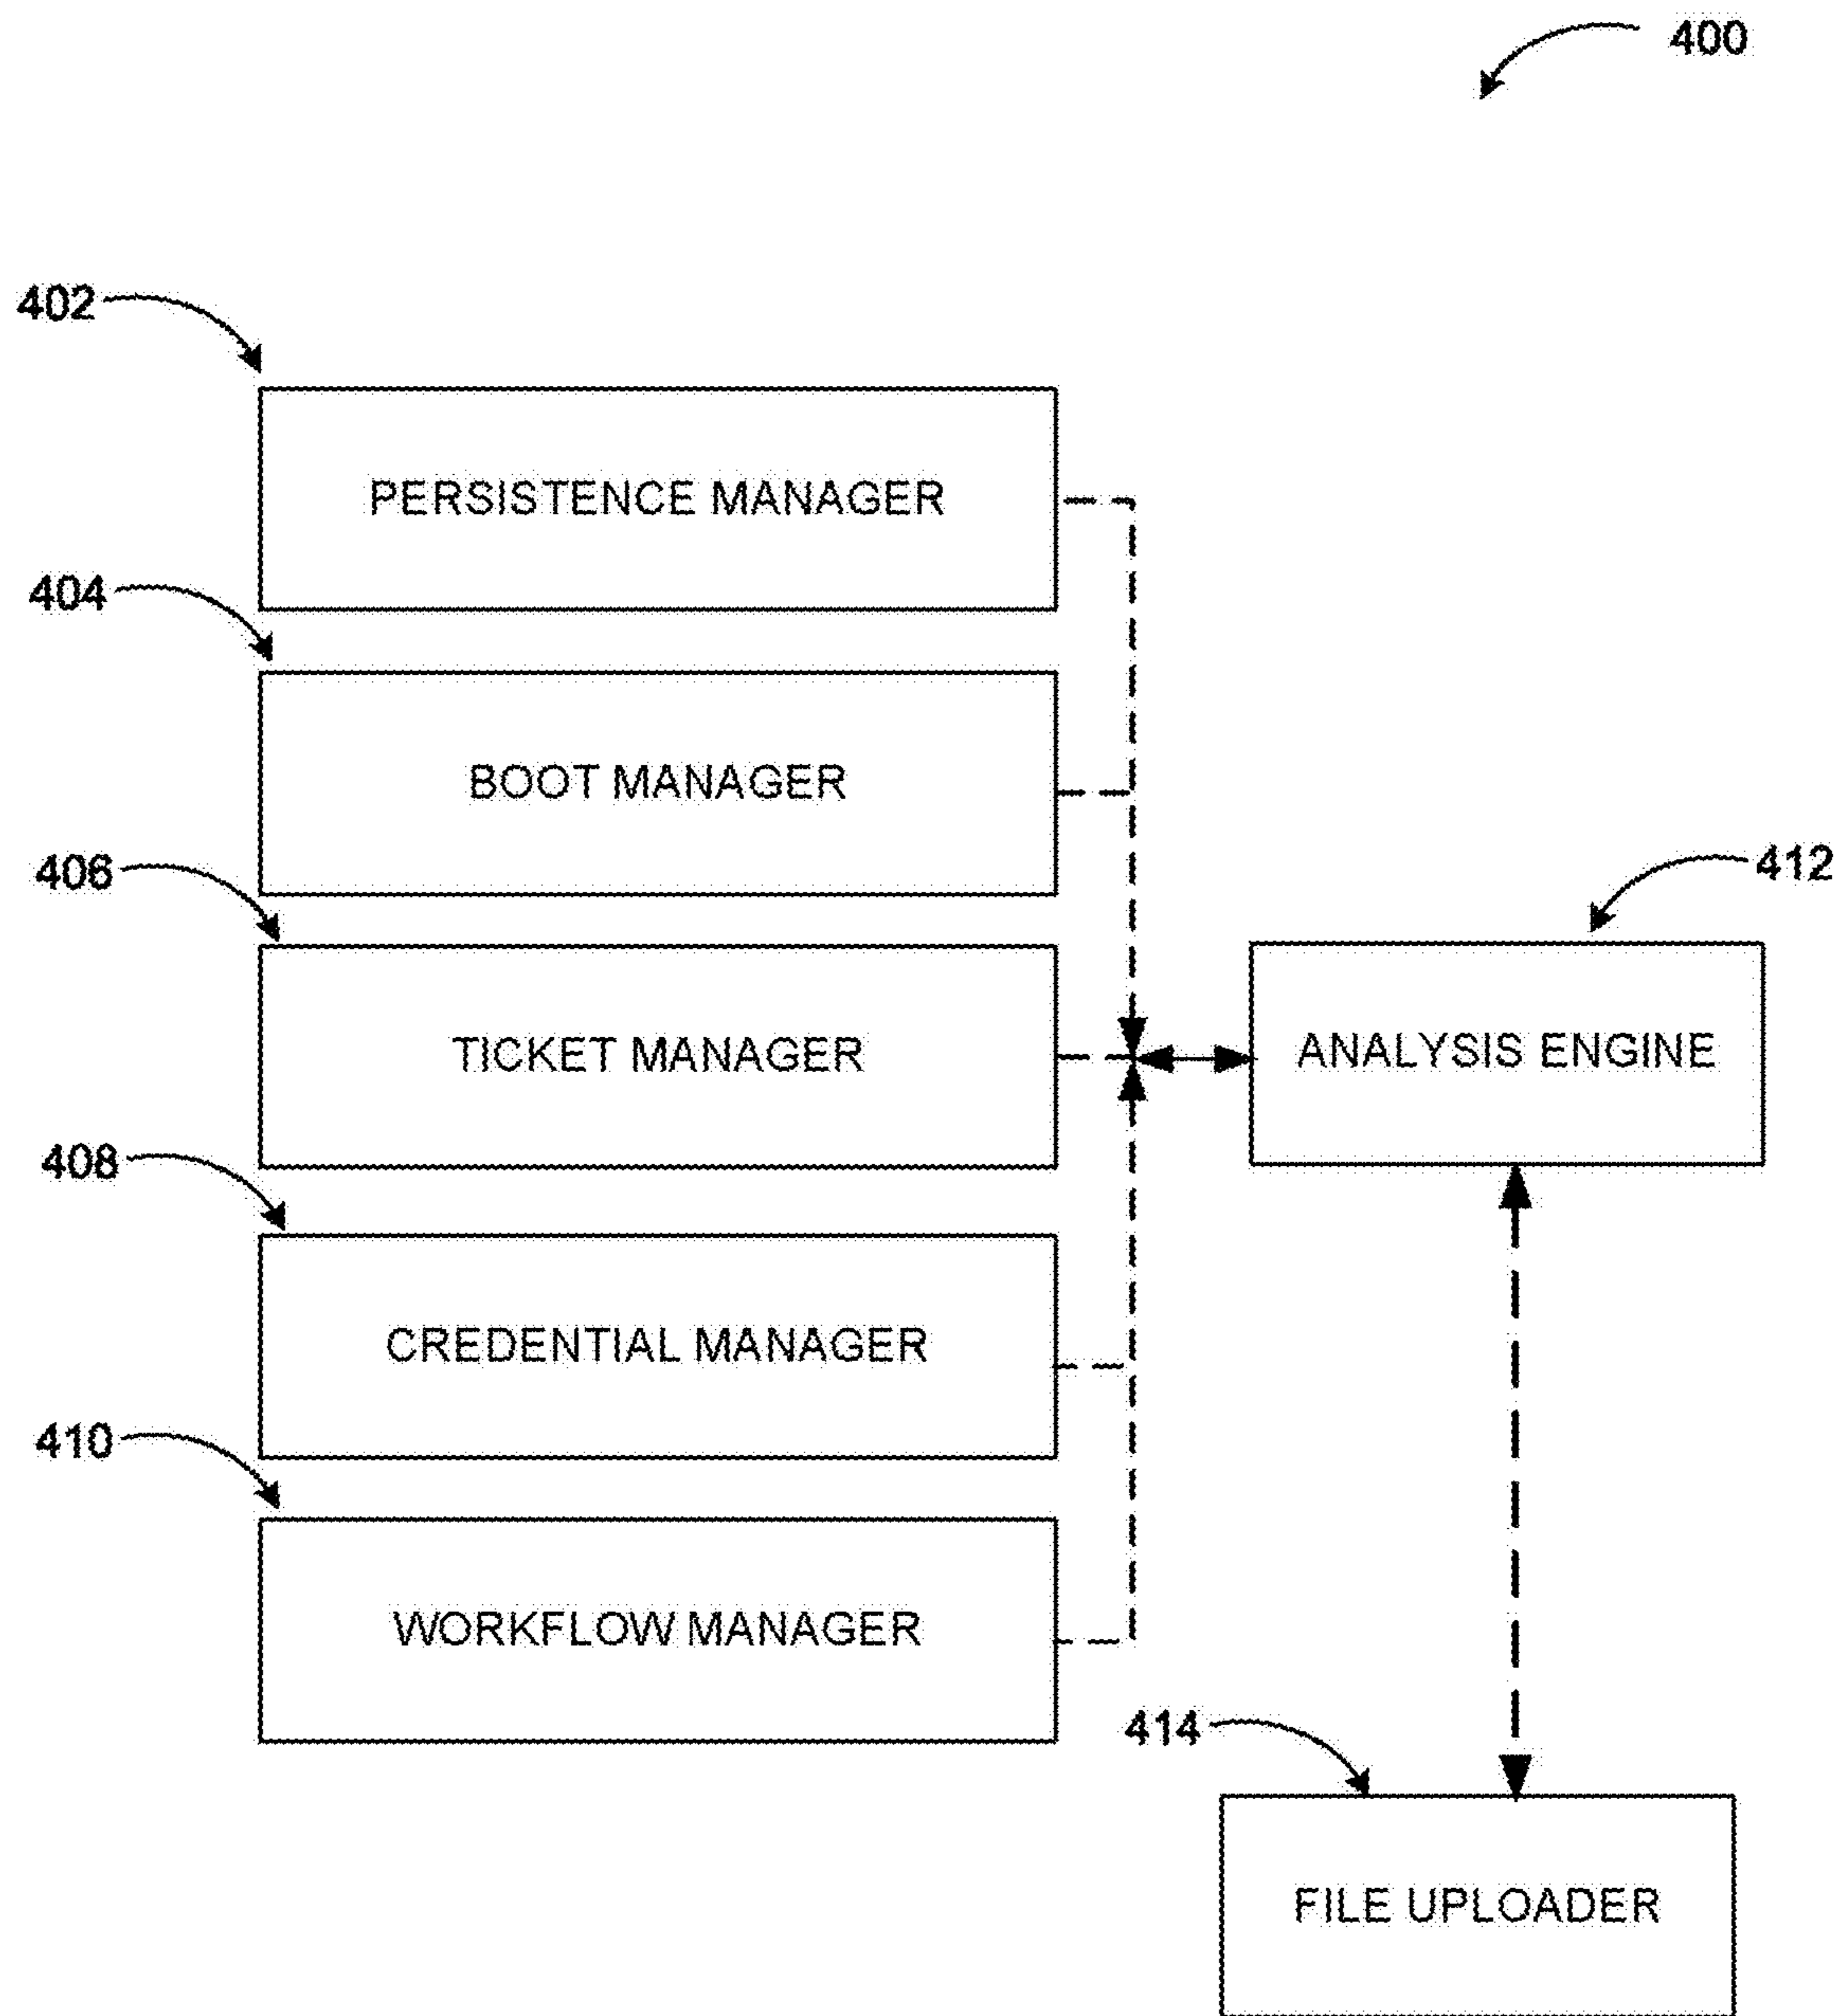 400
402
PERSISTENCE MANAGER
404
BOOT MANAGER
406
TICKET MANAGER
412
ANALYSIS ENGINE
408
CREDENTIAL MANAGER
410
WORKFLOW MANAGER
414
FILE UPLOADER